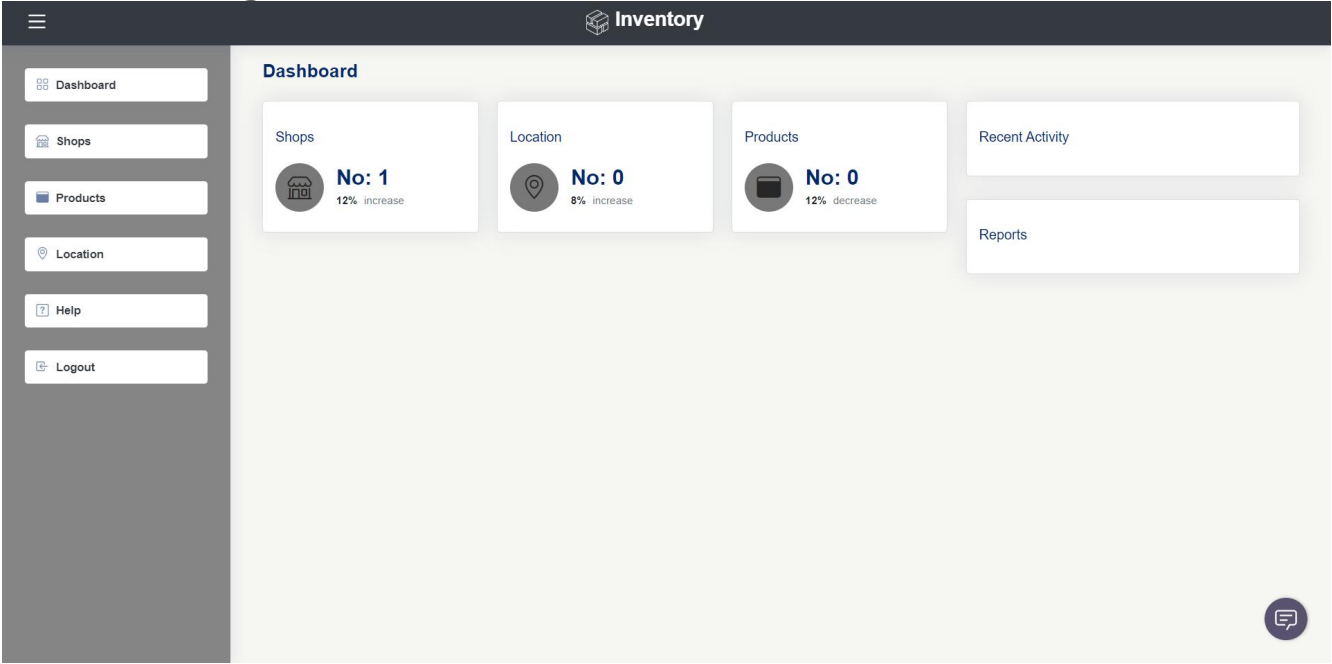 Inventory
Dashboard
Shops
Products
Location
? Help
Logout
Dashboard
Shops
No: 1
12% increase
Location
No: 0
8% increase
Products
No: 0
12% decrease
Recent Activity
Reports